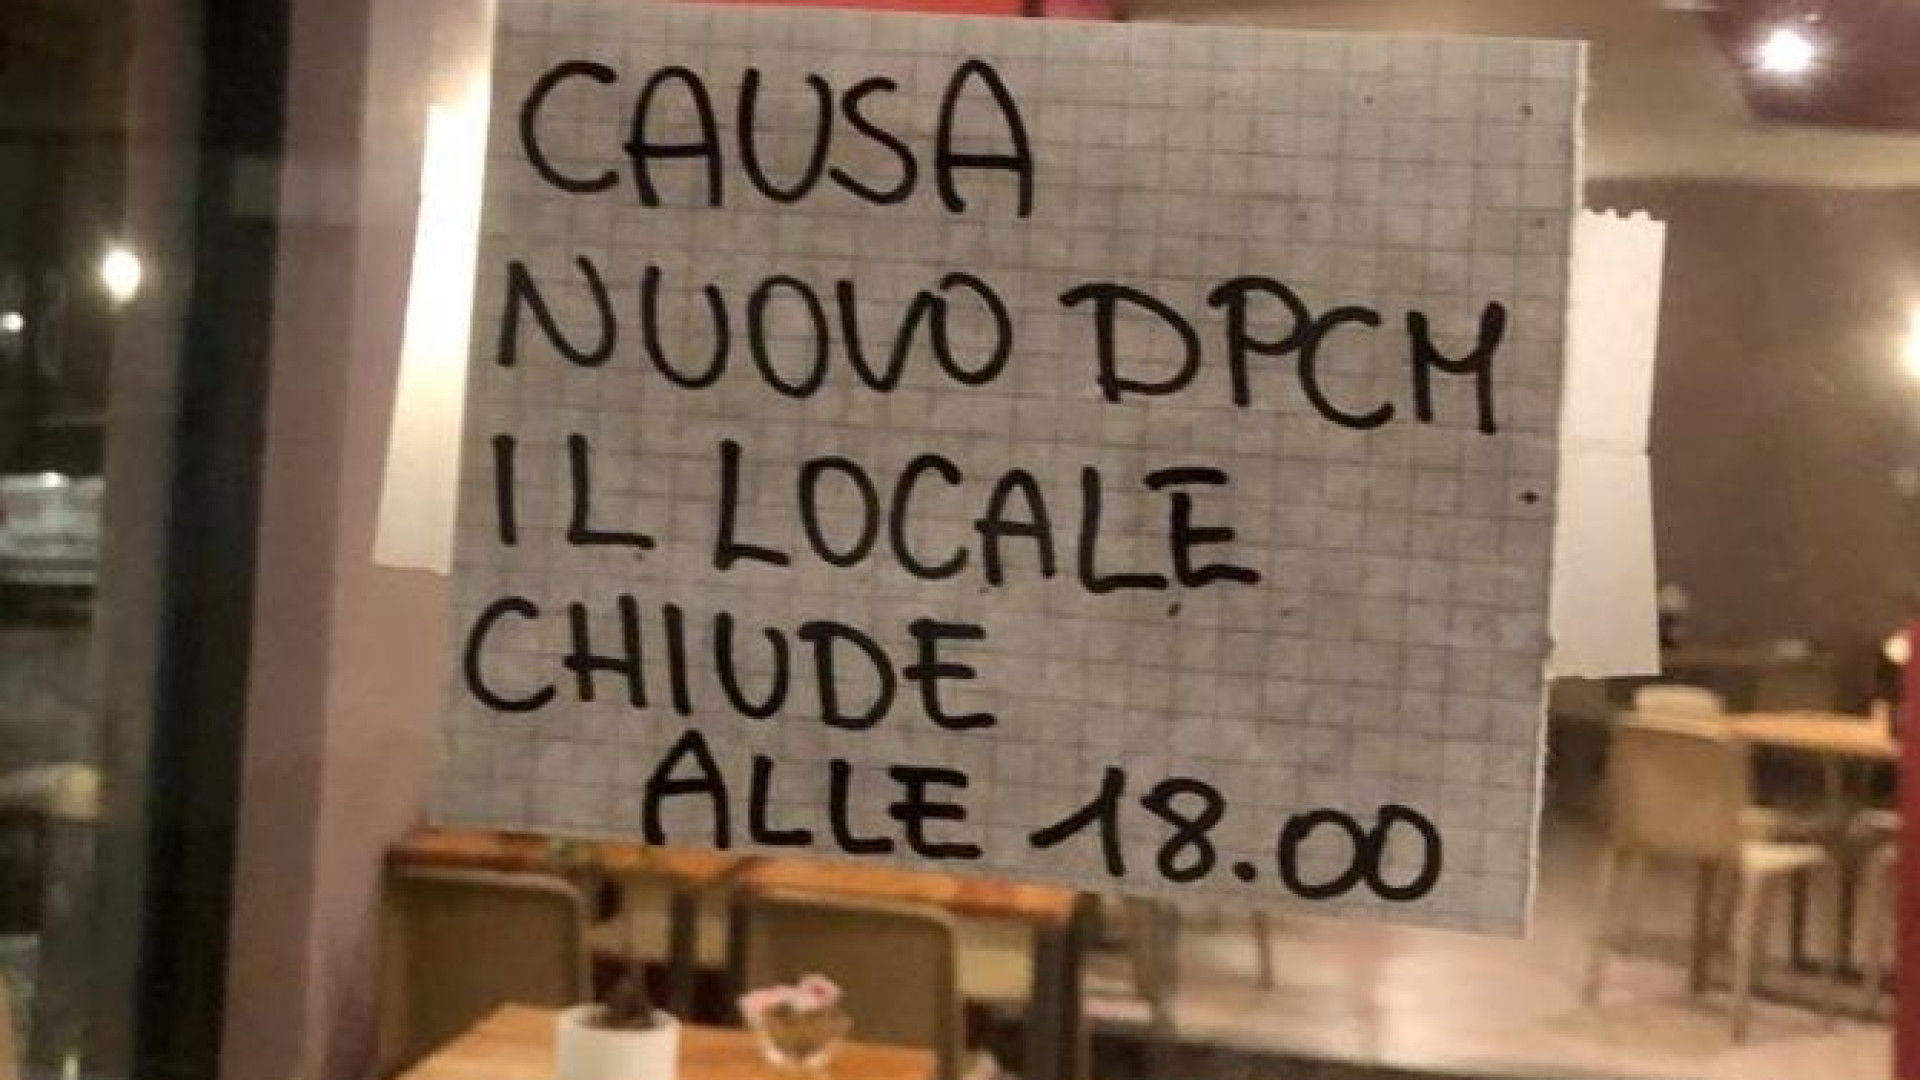 CAUSA
NUOVO DPCM
IL LOCALE
CHIUDE
ALLE 18.00